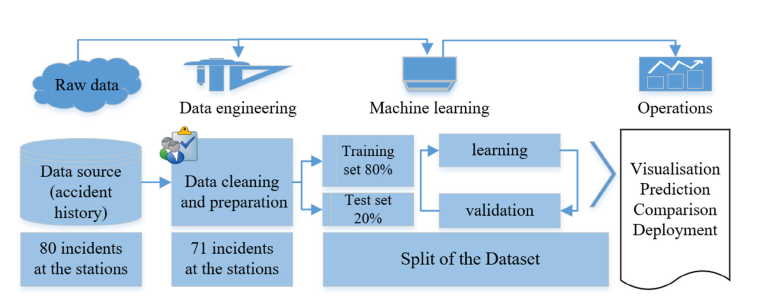 Raw data
Data engineering
Machine learning
Operations
Data source
(accident
history)
Data cleaning
and preparation
Training
set 80%
Test set
20%
learning
validation
Visualisation
Prediction
Comparison
Deployment
80 incidents
at the stations
71 incidents
at the stations
Split of the Dataset